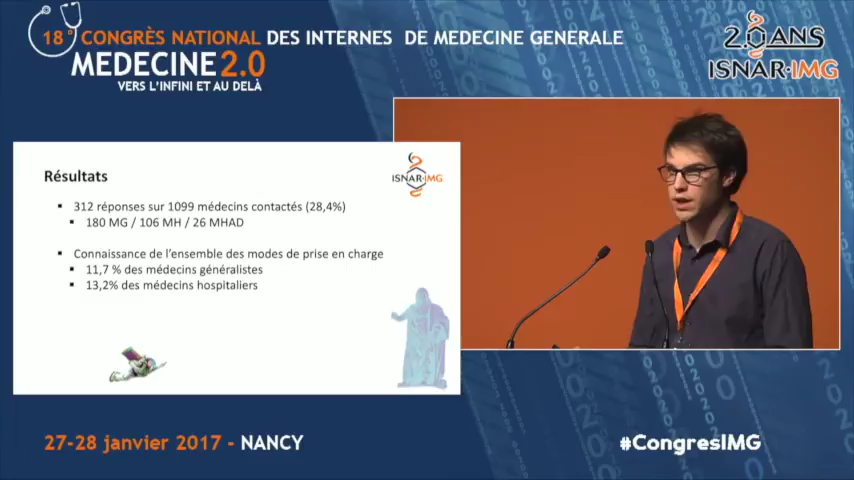 18° CONGRÈS NATIONAL DES INTERNES DE MEDECINE GENERALE
MEDECINE 2.0
VERS L'INFINI ET AU DELÀ
2.0 ANS
ISNAR-IMG
Résultats
ISNAR-IMG
312 réponses sur 1099 médecins contactés (28,4%)
180 MG / 106 MH / 26 MHAD
Connaissance de l'ensemble des modes de prise en charge
11,7 % des médecins généralistes
13,2% des médecins hospitaliers
27-28 janvier 2017 - NANCY
#CongresIMG